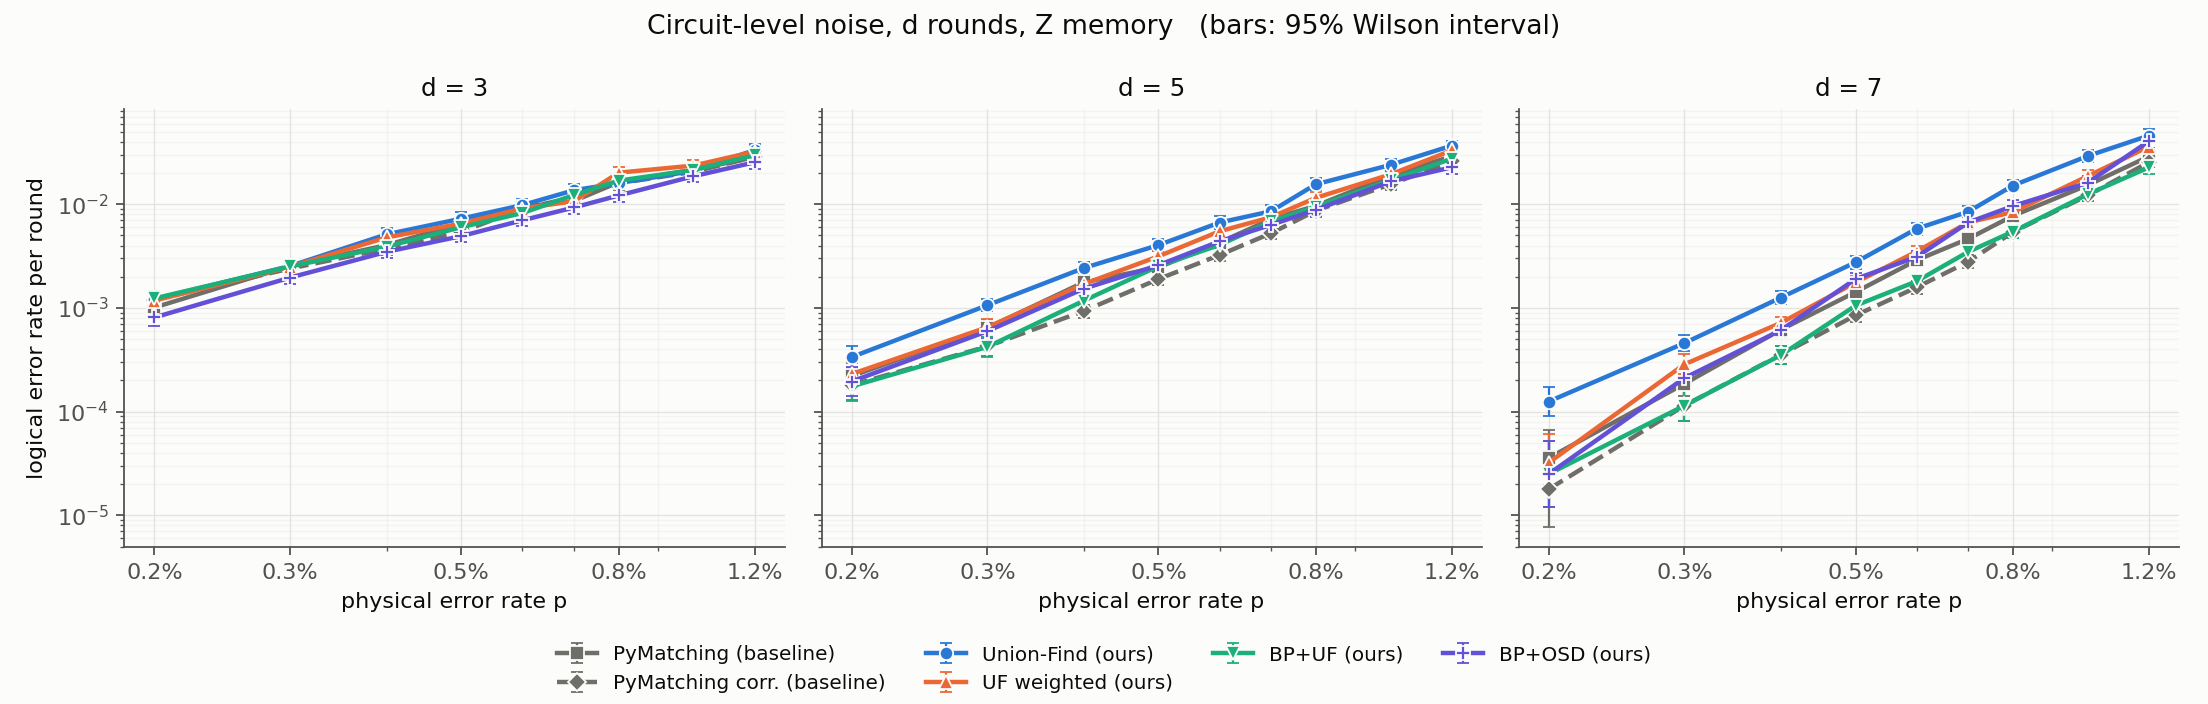 Circuit-level noise, d rounds, Z memory (bars: 95% Wilson interval)
d = 3
d = 5
d = 7
logical error rate per round
10⁻²
10⁻³
10⁻⁴
10⁻⁵
0.2% 0.3% 0.5% 0.8% 1.2%
0.2% 0.3% 0.5% 0.8% 1.2%
0.2% 0.3% 0.5% 0.8% 1.2%
physical error rate p
physical error rate p
physical error rate p
PyMatching (baseline)
PyMatching corr. (baseline)
Union-Find (ours)
UF weighted (ours)
BP+UF (ours)
BP+OSD (ours)